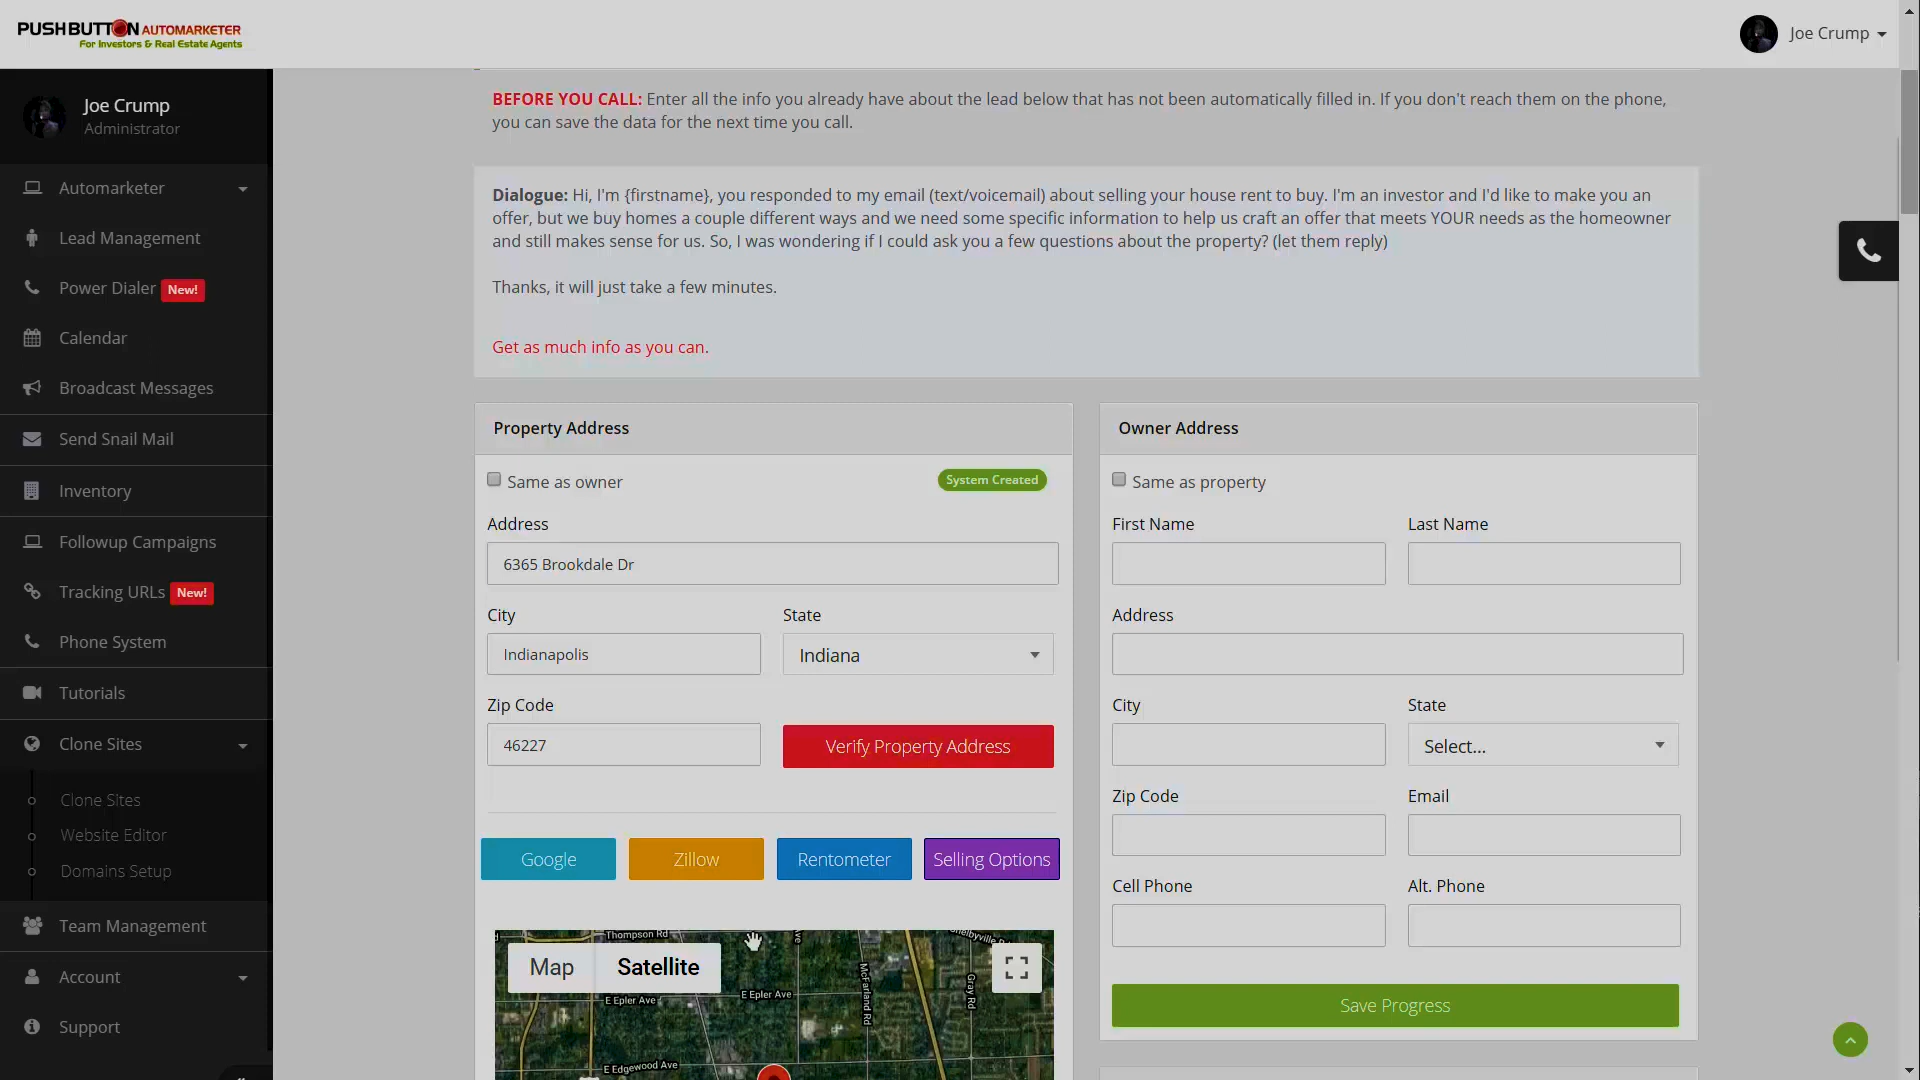 PUSHBUTTON AUTOMARKETER
For Investors & Real Estate Agents
Joe Crump
Joe Crump
Administrator
Automarketer
Lead Management
Power Dialer New!
Calendar
Broadcast Messages
Send Snail Mail
Inventory
Followup Campaigns
Tracking URLs New!
Phone System
Tutorials
Clone Sites
Clone Sites
Website Editor
Domains Setup
Team Management
Account
Support
BEFORE YOU CALL: Enter all the info you already have about the lead below that has not been automatically filled in. If you don't reach them on the phone,
you can save the data for the next time you call.
Dialogue: Hi, I'm {firstname}, you responded to my email (text/voicemail) about selling your house rent to buy. I'm an investor and I'd like to make you an
offer, but we buy homes a couple different ways and we need some specific information to help us craft an offer that meets YOUR needs as the homeowner
and still makes sense for us. So, I was wondering if I could ask you a few questions about the property? (let them reply)
Thanks, it will just take a few minutes.
Get as much info as you can.
Property Address
Same as owner
System Created
Address
6365 Brookdale Dr
City
State
Indianapolis
Indiana
Zip Code
46227
Verify Property Address
Google
Zillow
Rentometer
Selling Options
Thompson Rd
Map
Satellite
E Epler Ave
E Epler Ave
McFarland Rd
Gray Rd
E Edgewood Ave
Owner Address
Same as property
First Name
Last Name
Address
City
State
Select...
Zip Code
Email
Cell Phone
Alt. Phone
Save Progress